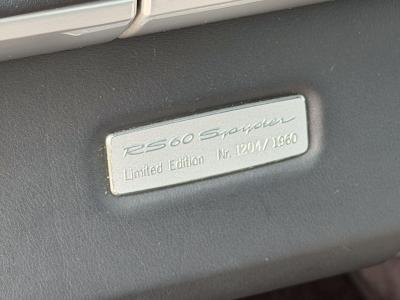 RS60 Spyder
Limited Edition Nr. 1204/1960